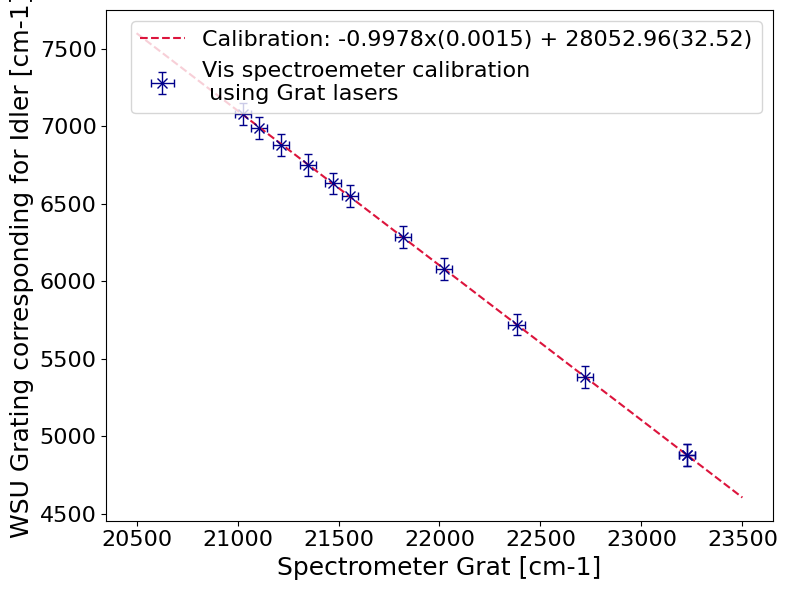 Calibration: -0.9978x(0.0015) + 28052.96(32.52)
Vis spectroemeter calibration
using Grat lasers
WSU Grating corresponding for Idler [cm-1]
7500
7000
6500
6000
5500
5000
4500
20500 21000 21500 22000 22500 23000 23500
Spectrometer Grat [cm-1]